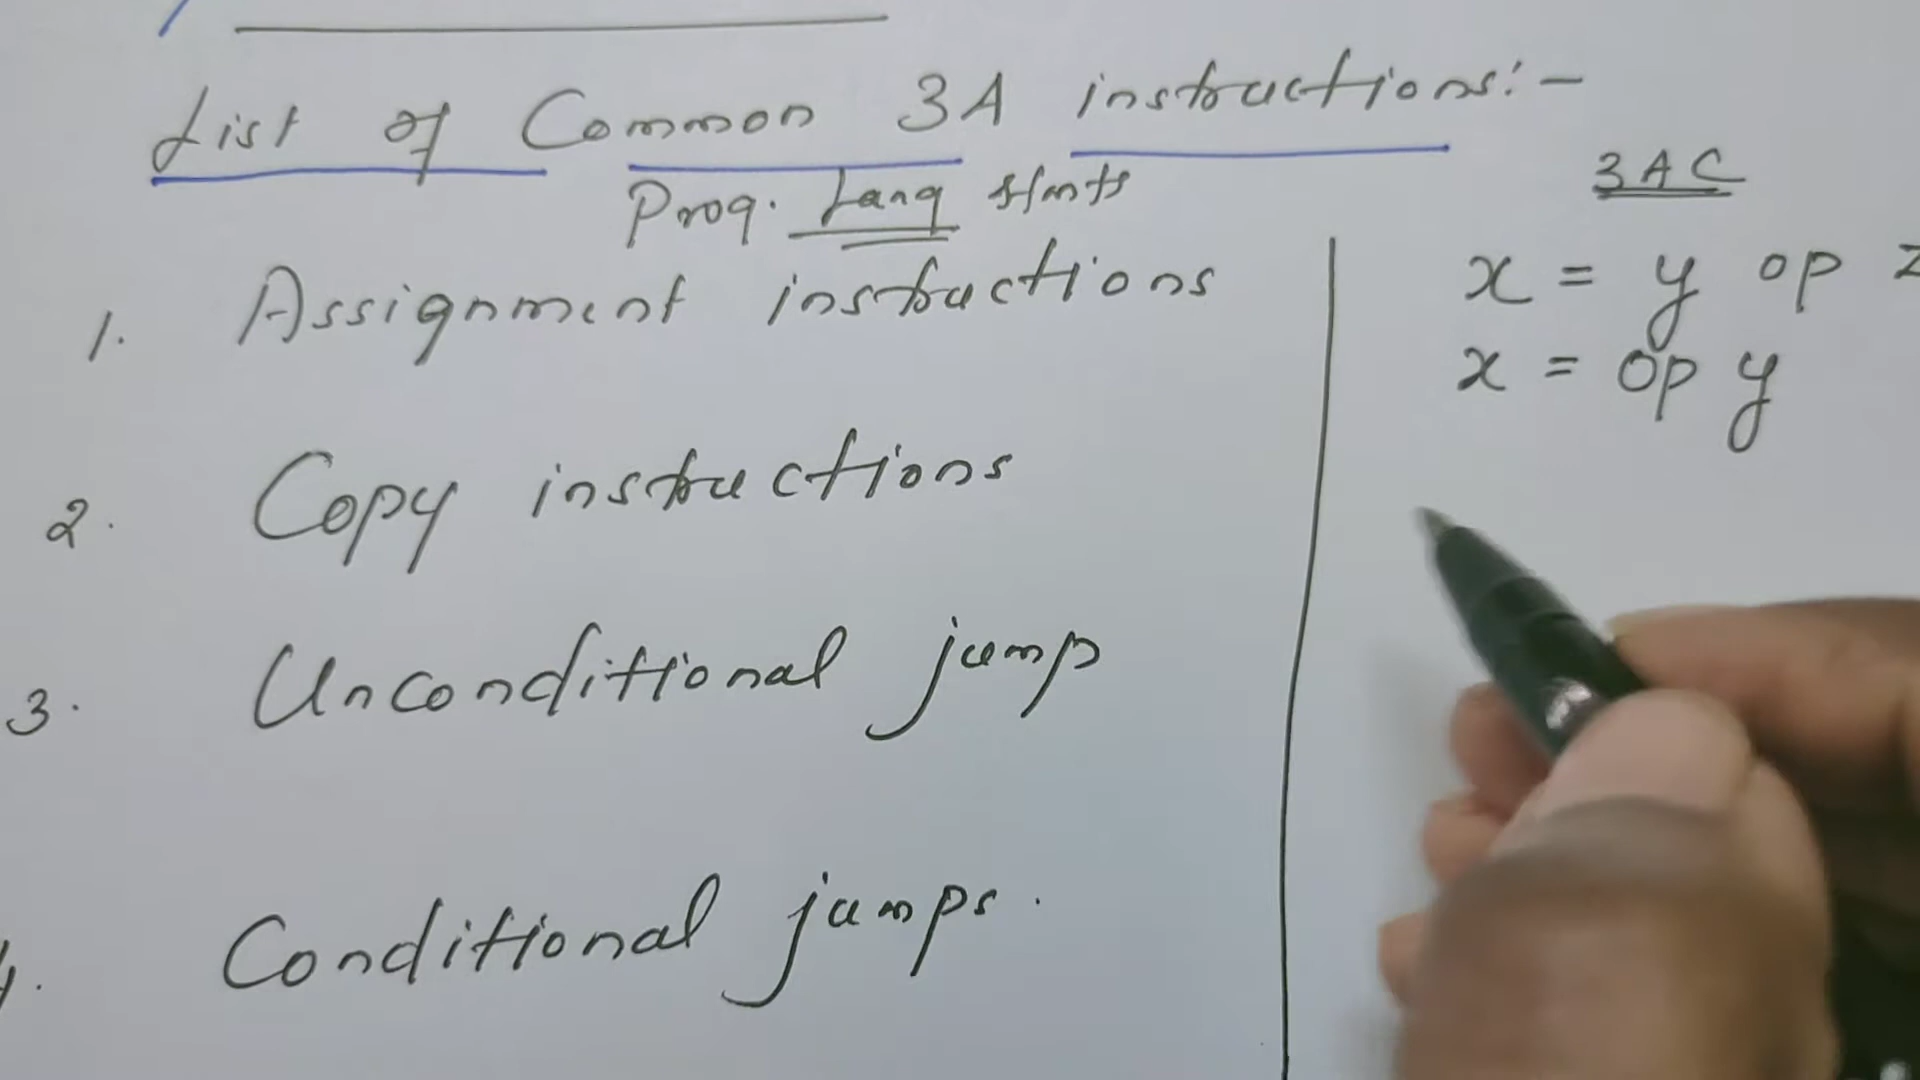 List of Common 3A instructions:-
Prog. Lang stmts
3AC
1. Assignment instructions
x = y op z
x = op y
2. Copy instructions
3. Unconditional jump
4. Conditional jumps.